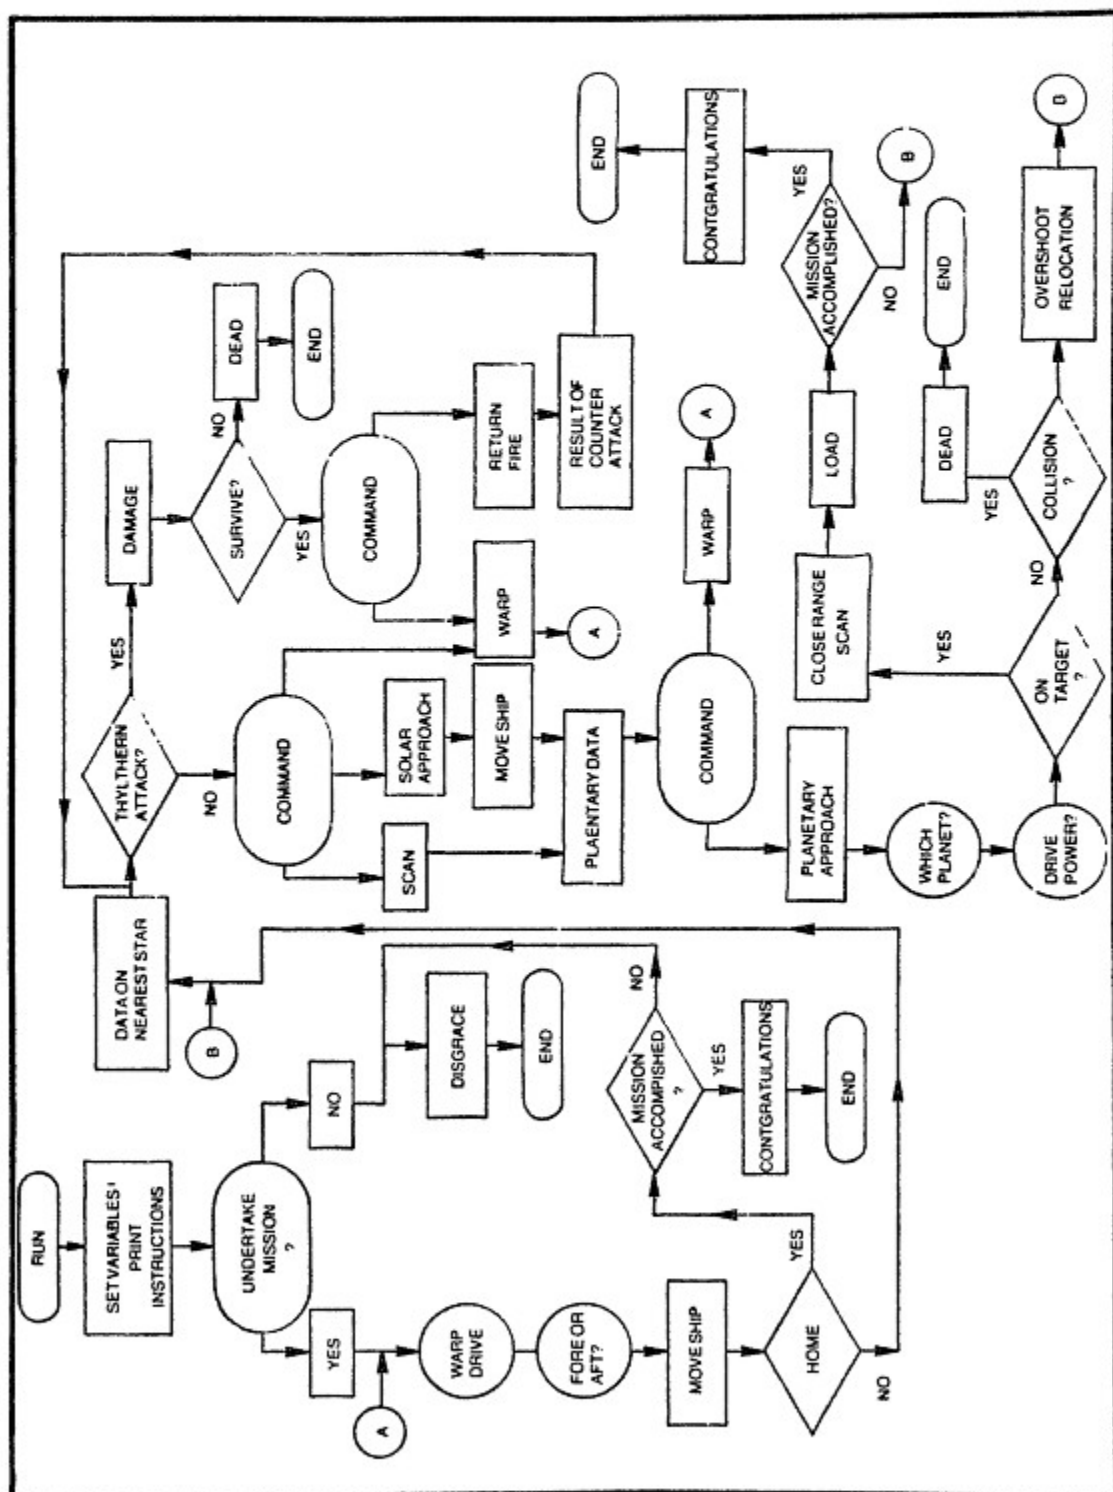 RUN
SET VARIABLES'
PRINT
INSTRUCTIONS
UNDERTAKE
MISSION
?
YES
NO
A
WARP
DRIVE
FORE OR
AFT?
MOVE SHIP
HOME
YES
NO
DISGRACE
END
MISSION
ACCOMPISHED
?
NO
YES
CONTGRATULATIONS
END
B
DATA ON
NEAREST STAR
THYLTHERN
ATTACK?
YES
NO
DAMAGE
SURVIVE?
NO
DEAD
END
YES
COMMAND
RETURN
FIRE
RESULT OF
COUNTER
ATTACK
COMMAND
SCAN
SOLAR
APPROACH
MOVE SHIP
WARP
A
PLAENTARY DATA
COMMAND
WARP
A
PLANETARY
APPROACH
WHICH
PLANET?
DRIVE
POWER?
ON
TARGET
?
YES
NO
CLOSE RANGE
SCAN
LOAD
MISSION
ACCOMPLISHED?
YES
CONTGRATULATIONS
END
NO
B
COLLISION
?
YES
DEAD
END
OVERSHOOT
RELOCATION
B